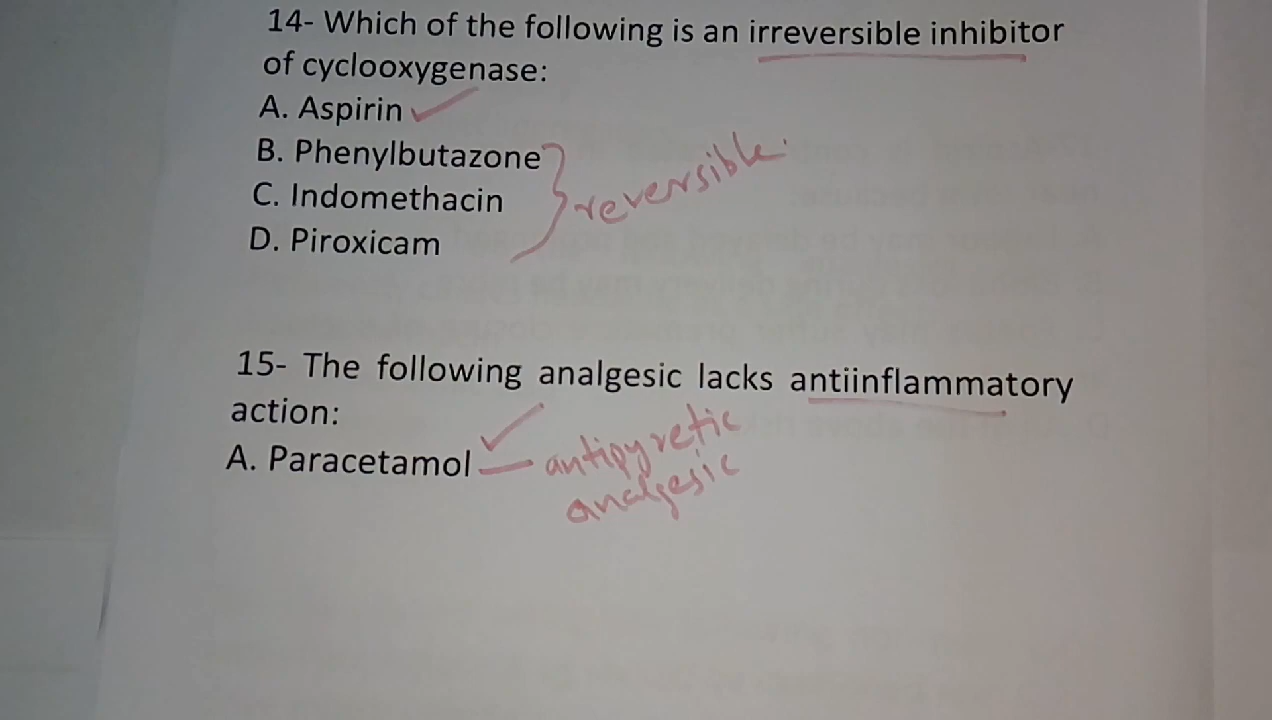 14- Which of the following is an irreversible inhibitor
of cyclooxygenase:
A. Aspirin
B. Phenylbutazone
C. Indomethacin
D. Piroxicam
reversible.
15- The following analgesic lacks antiinflammatory
action:
A. Paracetamol — antipyretic
analgesic